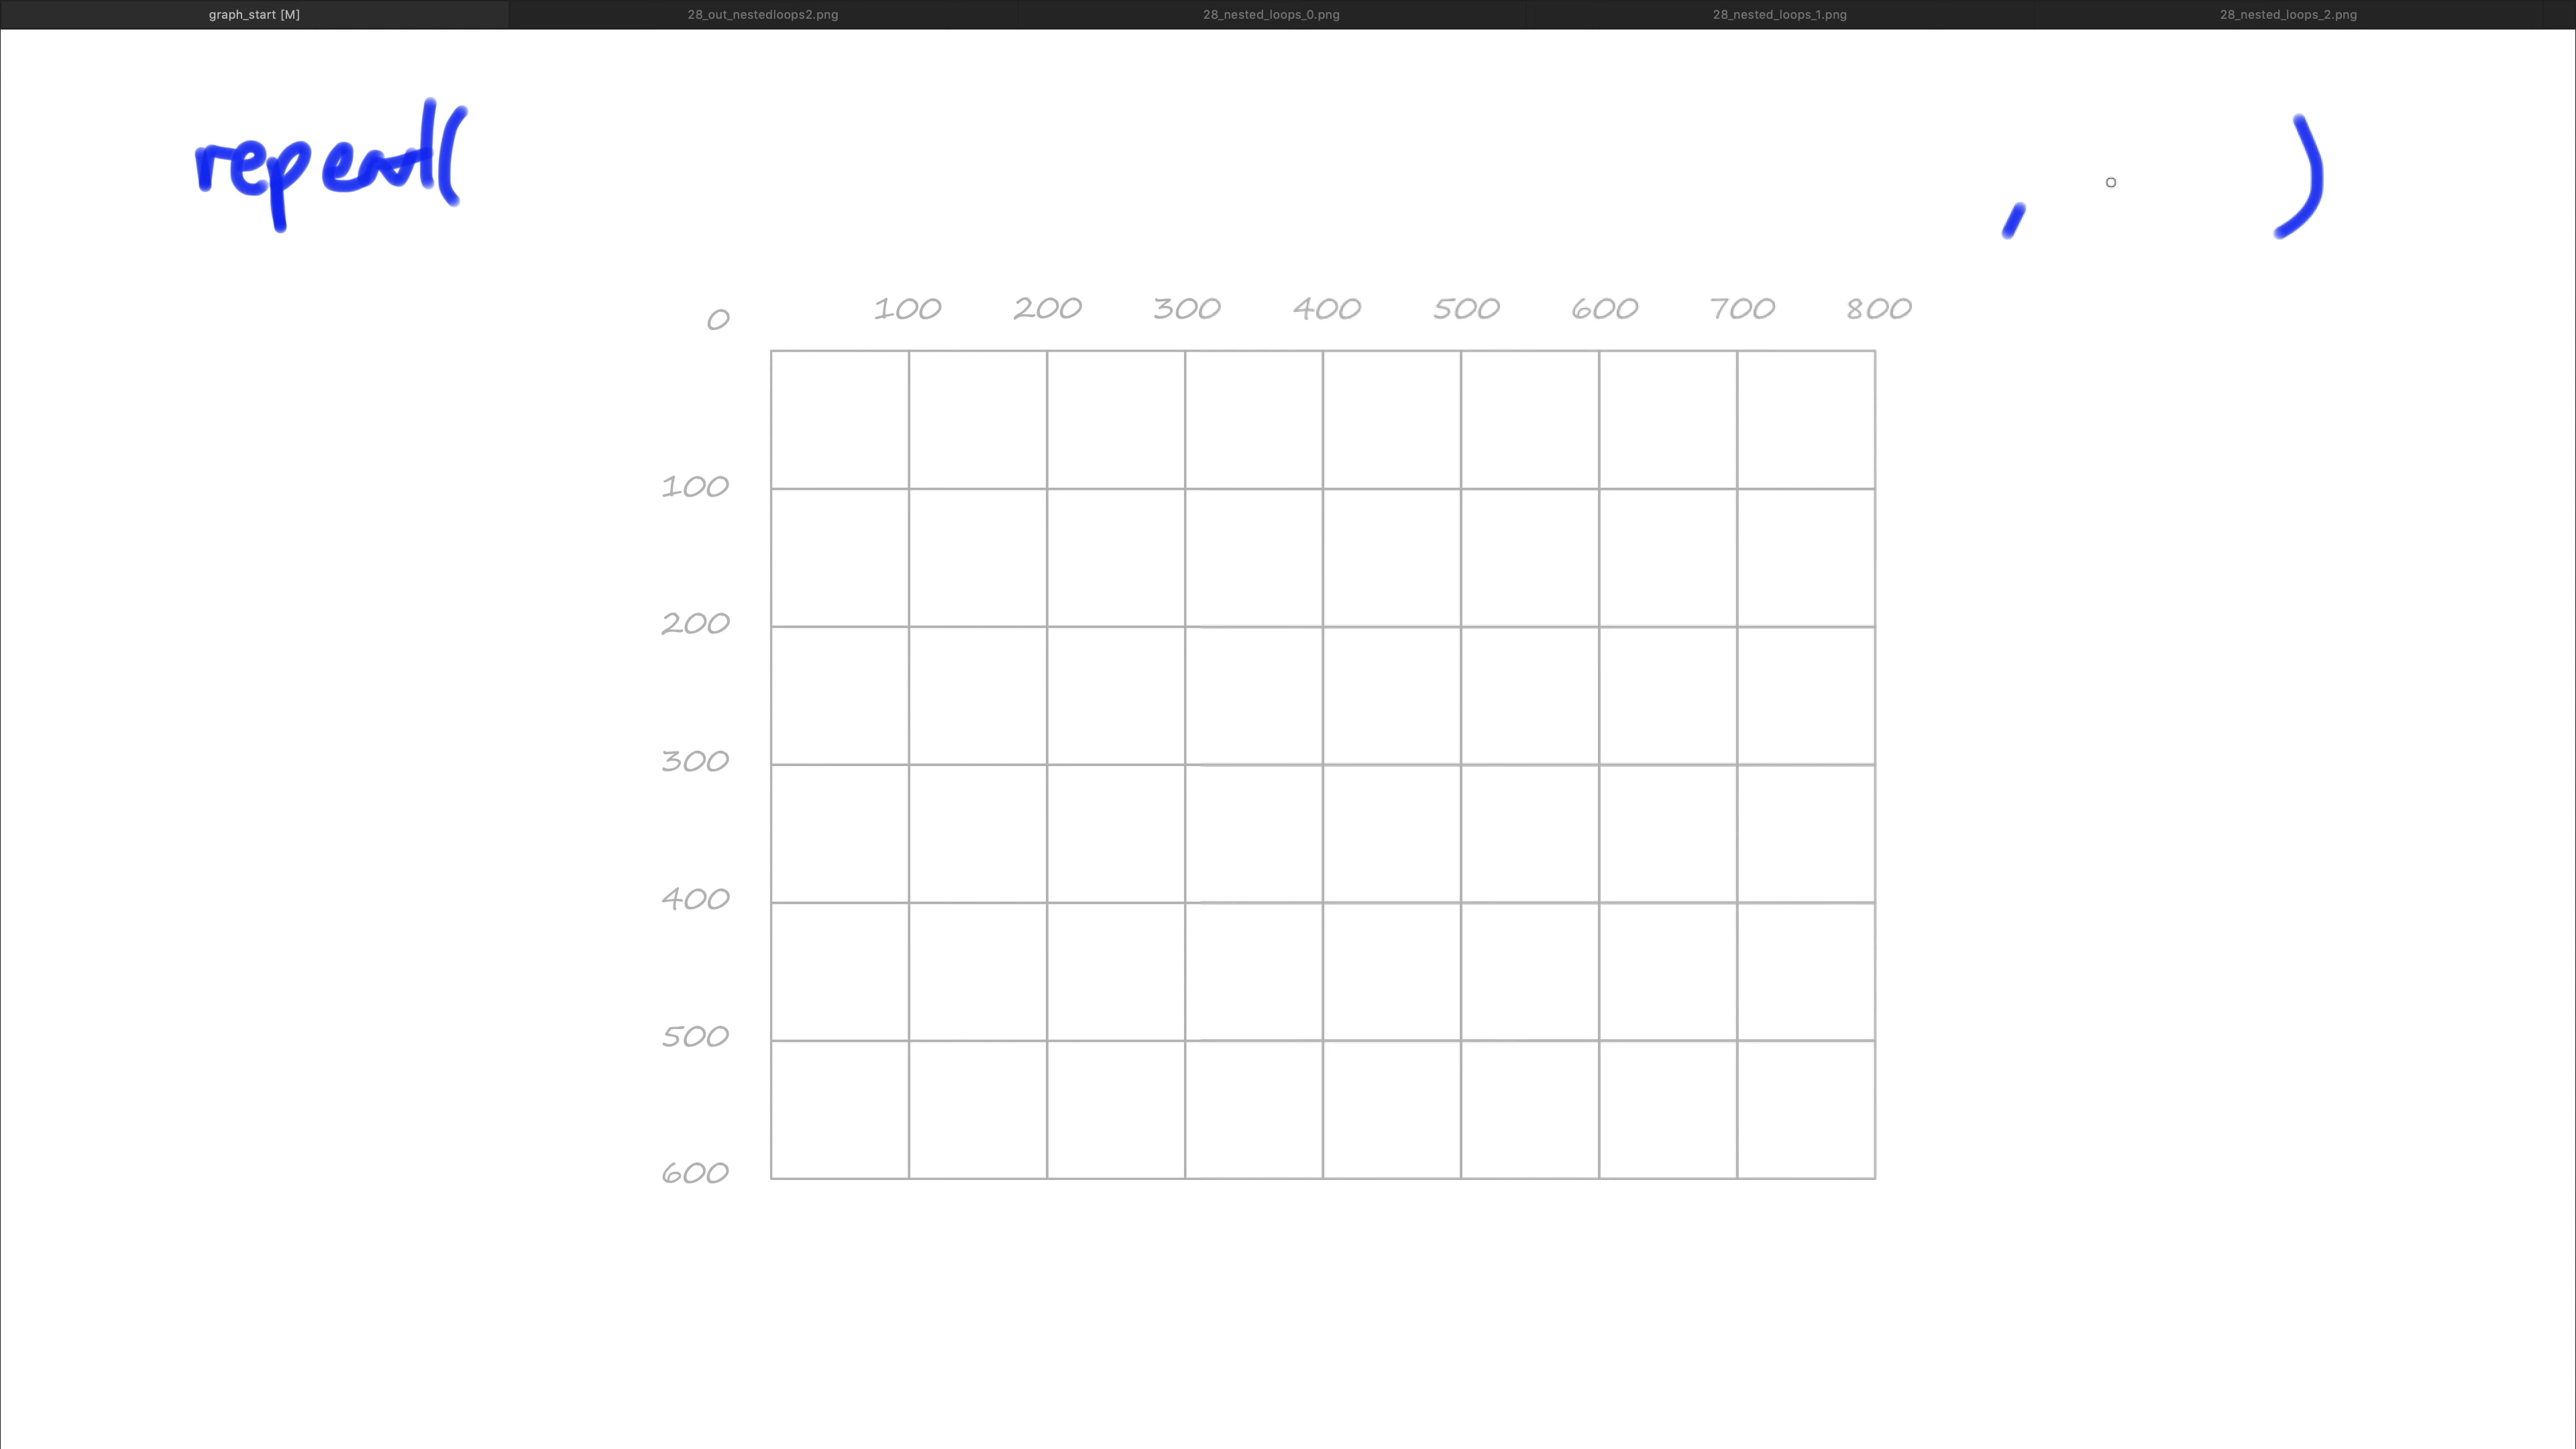 graph_start [M] 28_out_nestedloops2.png 28_nested_loops_0.png 28_nested_loops_1.png 28_nested_loops_2.png
repeat( , )
0 100 200 300 400 500 600 700 800
100
200
300
400
500
600